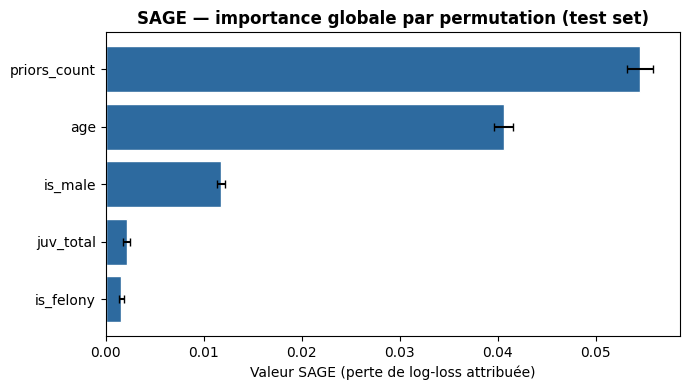 SAGE — importance globale par permutation (test set)
priors_count
age
is_male
juv_total
is_felony
0.00 0.01 0.02 0.03 0.04 0.05
Valeur SAGE (perte de log-loss attribuée)